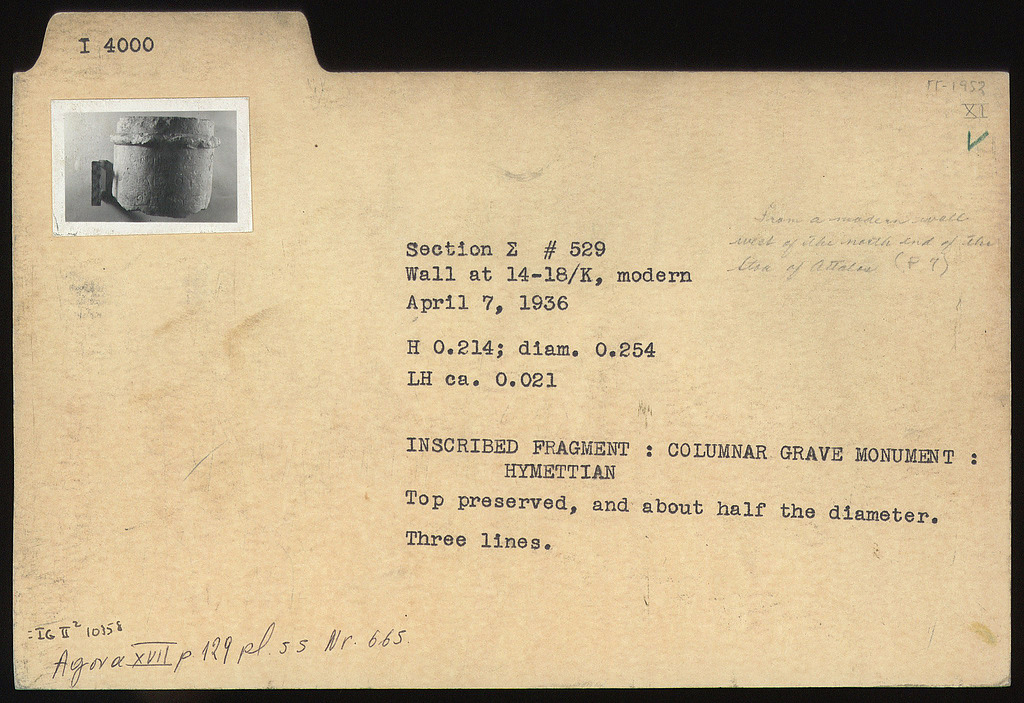 I 4000
XI
From a modern wall
west of the north end of the
Stoa of Attalos (P 7)
Section Σ # 529
Wall at 14-18/K, modern
April 7, 1936
H 0.214; diam. 0.254
LH ca. 0.021
INSCRIBED FRAGMENT : COLUMNAR GRAVE MONUMENT :
HYMETTIAN
Top preserved, and about half the diameter.
Three lines.
= IG II² 10358
Agora XVII p 129 pl. 55 Nr. 665.